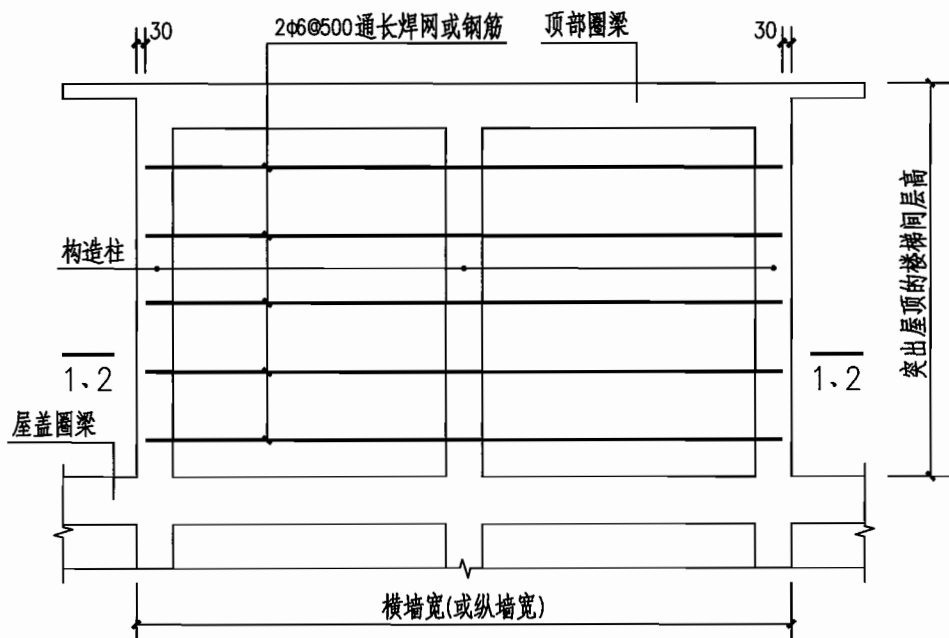 30
2ϕ6@500通长焊网或钢筋
顶部圈梁
30
构造柱
突出屋顶的楼梯间层高
1、2
1、2
屋盖圈梁
横墙宽(或纵墙宽)